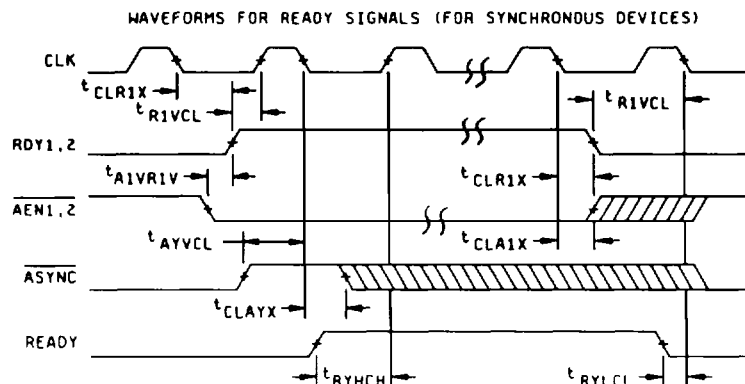 WAVEFORMS FOR READY SIGNALS (FOR SYNCHRONOUS DEVICES)
CLK
tCLR1X
tR1VCL
tR1VCL
RDY1,2
tA1VR1V
tCLR1X
AEN1,2
tAYVCL
tCLA1X
ASYNC
tCLAYX
READY
tRYHCH
tRYLCL